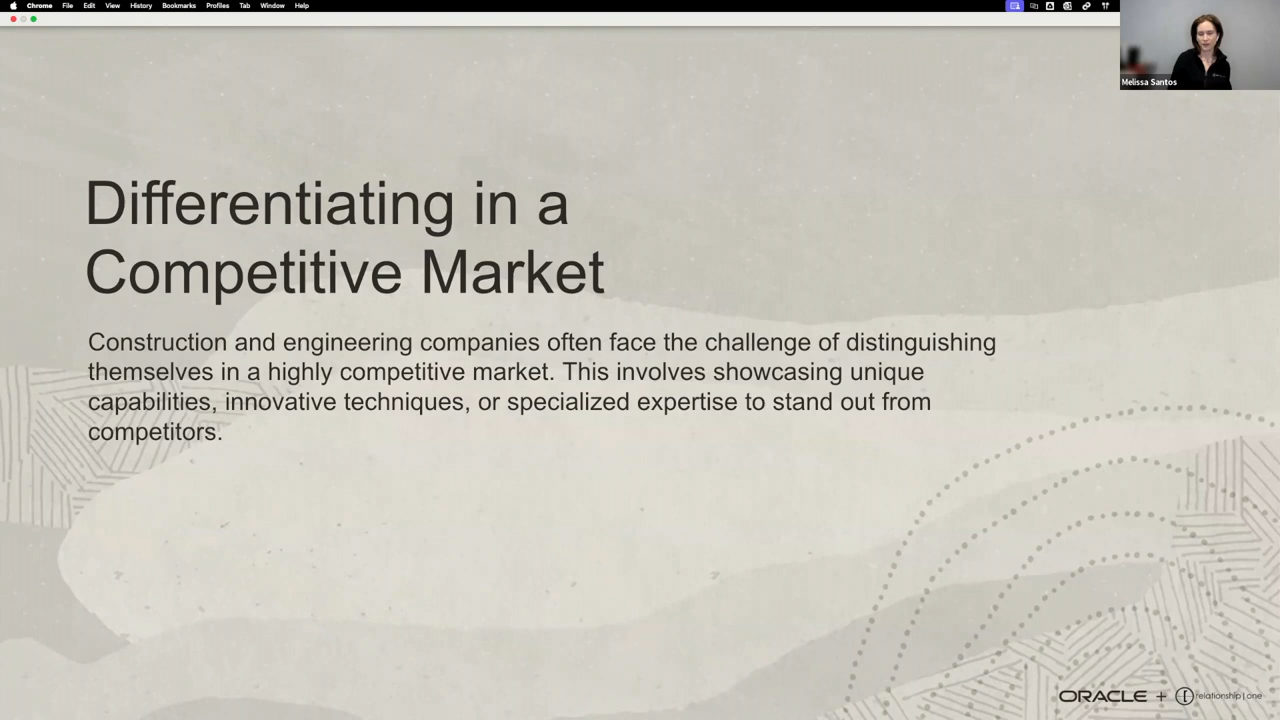 Chrome File Edit View History Bookmarks Profiles Tab Window Help
Melissa Santos
Differentiating in a
Competitive Market
Construction and engineering companies often face the challenge of distinguishing
themselves in a highly competitive market. This involves showcasing unique
capabilities, innovative techniques, or specialized expertise to stand out from
competitors.
ORACLE + relationship | one